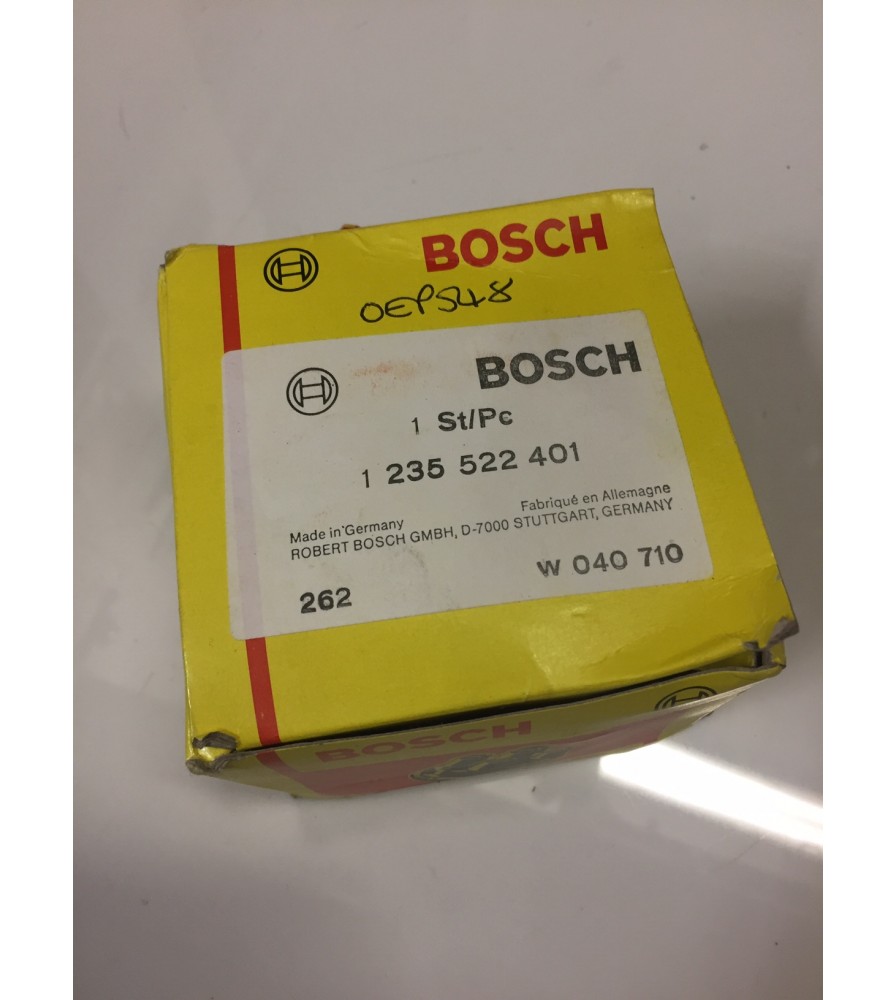 BOSCH
OEPS48
BOSCH
1 St/Pc
1 235 522 401
Made in Germany Fabriqué en Allemagne
ROBERT BOSCH GMBH, D-7000 STUTTGART, GERMANY
262 W 040 710
BOSCH